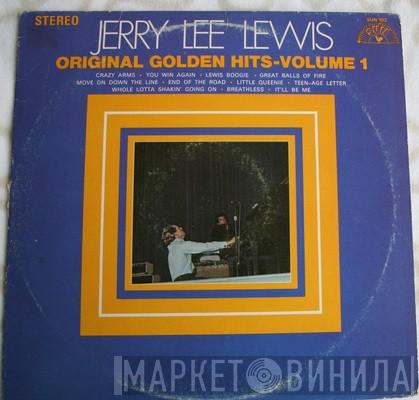 STEREO
JERRY LEE LEWIS
SUN 102
ORIGINAL GOLDEN HITS-VOLUME 1
CRAZY ARMS • YOU WIN AGAIN • LEWIS BOOGIE • GREAT BALLS OF FIRE
MOVE ON DOWN THE LINE • END OF THE ROAD • LITTLE QUEENIE • TEEN-AGE LETTER
WHOLE LOTTA SHAKIN' GOING ON • BREATHLESS • IT'LL BE ME
МАРКЕТ ВИНИЛА